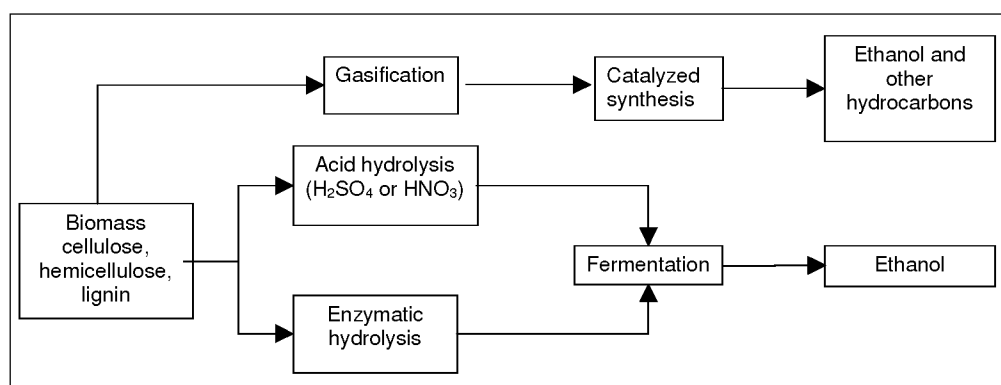 Gasification
Catalyzed
synthesis
Ethanol and
other
hydrocarbons
Acid hydrolysis
(H₂SO₄ or HNO₃)
Biomass
cellulose,
hemicellulose,
lignin
Fermentation
Ethanol
Enzymatic
hydrolysis